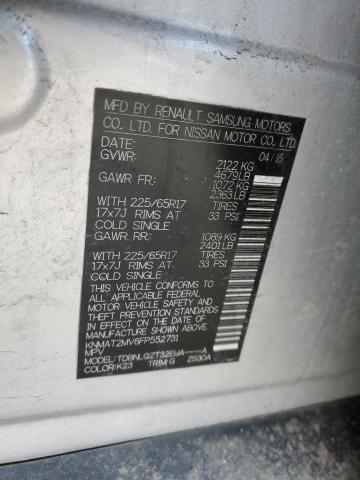 MFD BY RENAULT SAMSUNG MOTORS
CO., LTD. FOR NISSAN MOTOR CO., LTD.
DATE: 04/15
GVWR: 2122 KG
4679LB
GAWR FR: 1072 KG
2363LB
WITH 225/65R17 TIRES
17x7J RIMS AT 33 PSI
COLD SINGLE
GAWR RR: 1089 KG
2401LB
WITH 225/65R17 TIRES
17x7J RIMS AT 33 PSI
COLD SINGLE
THIS VEHICLE CONFORMS TO
ALL APPLICABLE FEDERAL
MOTOR VEHICLE SAFETY AND
THEFT PREVENTION STANDARDS
IN EFFECT ON THE DATE OF
MANUFACTURE SHOWN ABOVE.
KNMAT2MV6FP552731
MPV
MODEL:TDBNLQZT32EUA----A
COLOR:K23 TRIM:G ZS30A